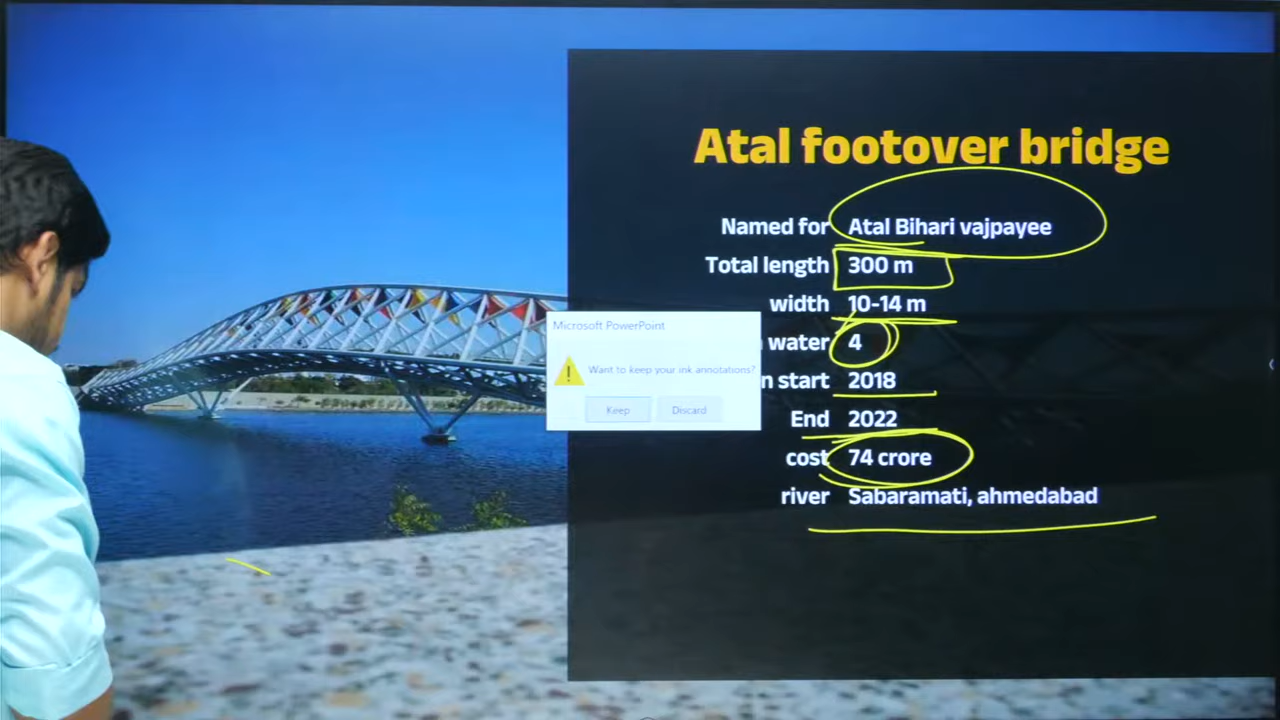 Atal footover bridge
Named for Atal Bihari vajpayee
Total length 300 m
width 10-14 m
water 4
n start 2018
End 2022
cost 74 crore
river Sabaramati, ahmedabad
Microsoft PowerPoint
Want to keep your ink annotations?
Keep
Discard